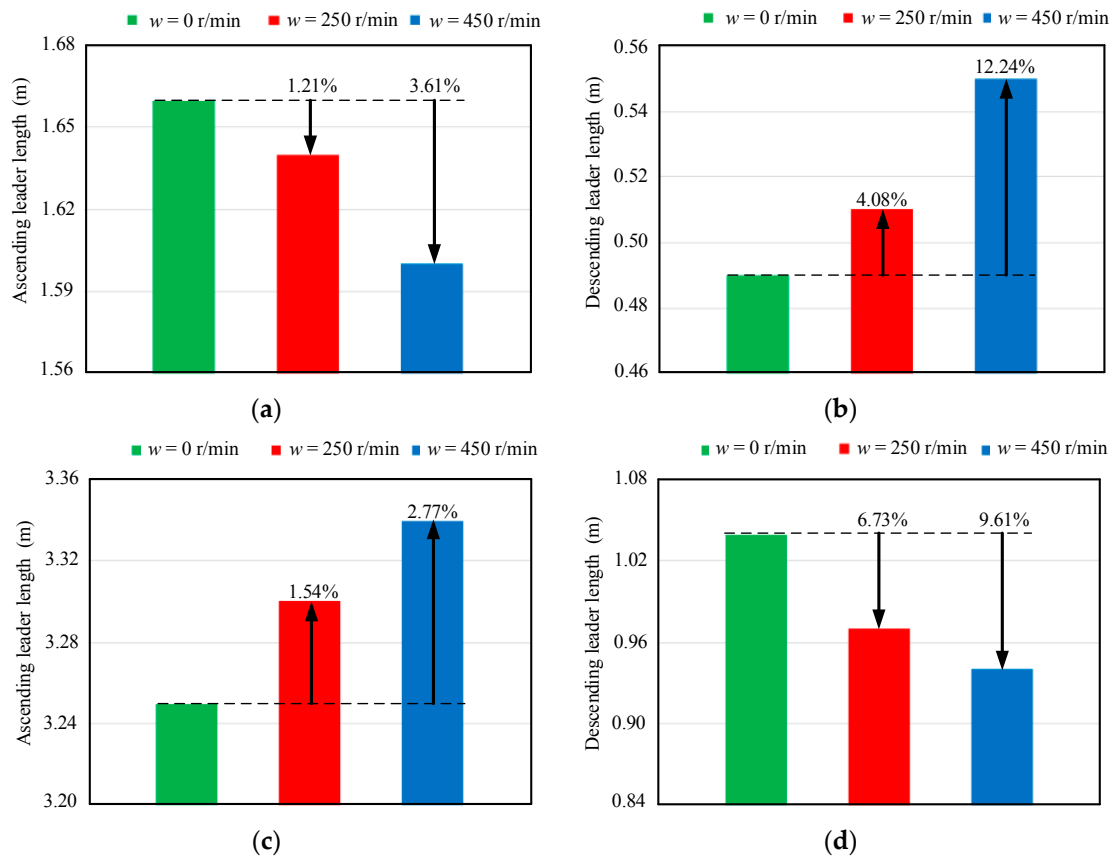 w = 0 r/min w = 250 r/min w = 450 r/min
1.68
1.65
1.62
1.59
1.56
Ascending leader length (m)
1.21% 3.61%
(a)
w = 0 r/min w = 250 r/min w = 450 r/min
0.56
0.54
0.52
0.50
0.48
0.46
Descending leader length (m)
4.08%
12.24%
(b)
w = 0 r/min w = 250 r/min w = 450 r/min
3.36
3.32
3.28
3.24
3.20
Ascending leader length (m)
1.54%
2.77%
(c)
w = 0 r/min w = 250 r/min w = 450 r/min
1.08
1.02
0.96
0.90
0.84
Descending leader length (m)
6.73% 9.61%
(d)